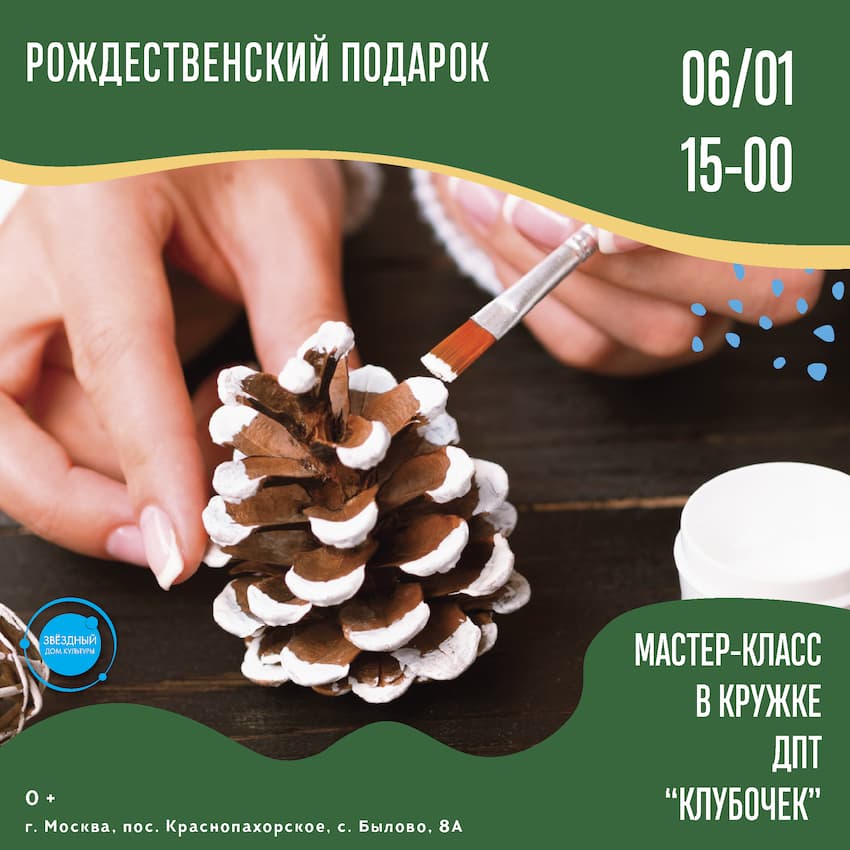 РОЖДЕСТВЕНСКИЙ ПОДАРОК
06/01
15-00
ЗВЁЗДНЫЙ
ДОМ КУЛЬТУРЫ
МАСТЕР-КЛАСС
В КРУЖКЕ
ДПТ
“КЛУБОЧЕК”
0 +
г. Москва, пос. Краснопахорское, с. Былово, 8А